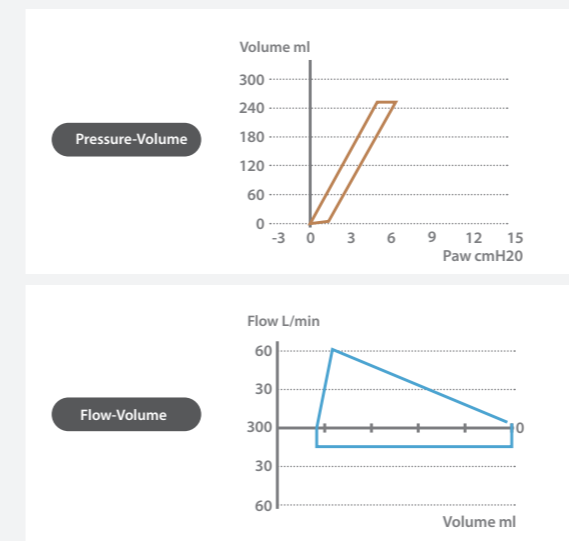 Volume ml
300
240
180
Pressure-Volume
120
60
0
-3 0 3 6 9 12 15
Paw cmH20
Flow L/min
60
30
Flow-Volume
300 0
30
60
Volume ml